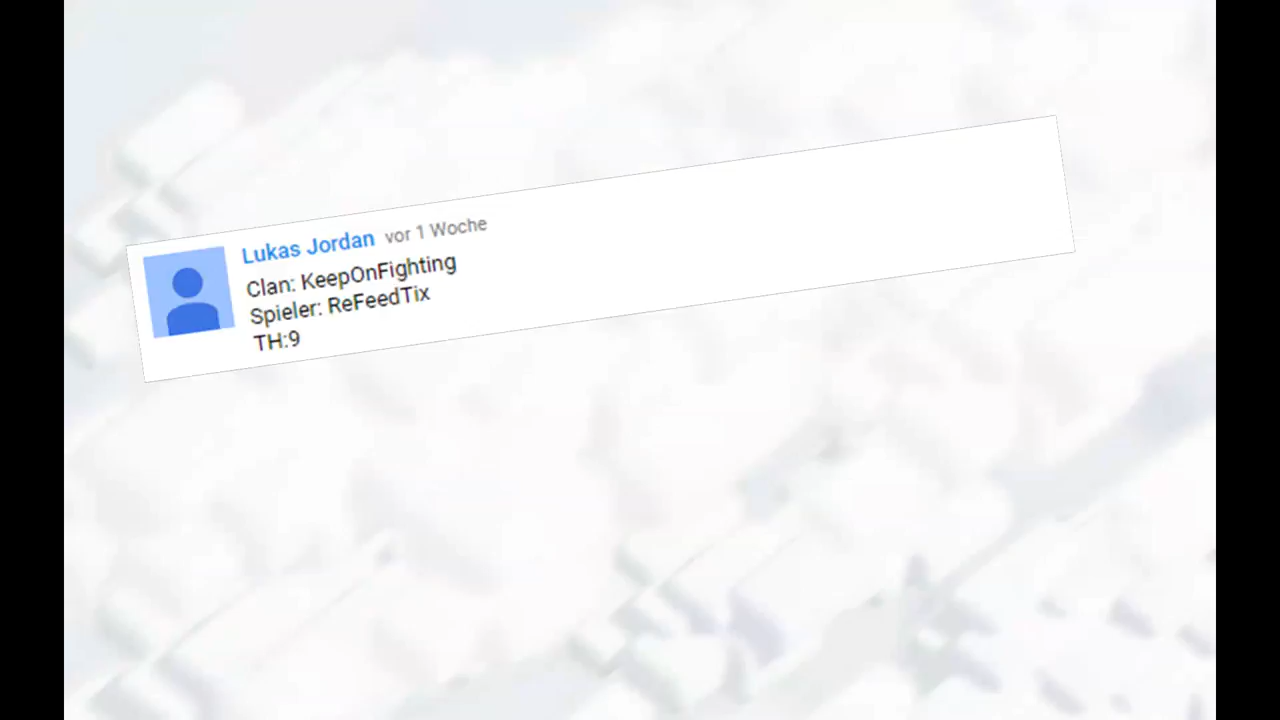 Lukas Jordan vor 1 Woche
Clan: KeepOnFighting
Spieler: ReFeedTix
TH:9